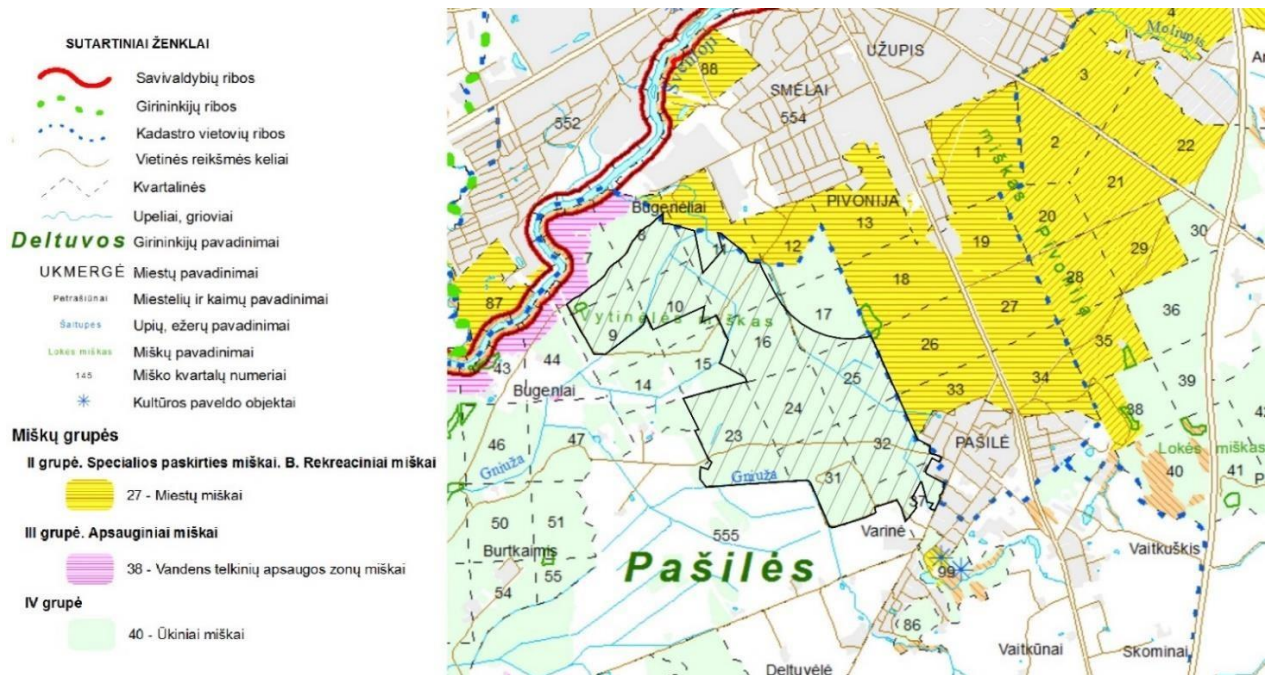 SUTARTINIAI ŽENKLAI
Savivaldybių ribos
Girininkijų ribos
Kadastro vietovių ribos
Vietinės reikšmės keliai
Kvartalinės
Upeliai, grioviai
Deltuvos Girininkijų pavadinimai
UKMERGĖ Miestų pavadinimai
Petrašiūnai Miestelių ir kaimų pavadinimai
Šaitupės Upių, ežerų pavadinimai
Lokės miškas Miškų pavadinimai
145 Miško kvartalų numeriai
Kultūros paveldo objektai
Miškų grupės
II grupė. Specialios paskirties miškai. B. Rekreaciniai miškai
27 - Miestų miškai
III grupė. Apsauginiai miškai
38 - Vandens telkinių apsaugos zonų miškai
IV grupė
40 - Ūkiniai miškai
4
Molnupis
UŽUPIS
88
Šventoji
3
SMĖLAI
552
554
1
2
22
miškas
21
Bugenėliai
PIVONIJA
13
20
8
11
12
19
29
30
7
Pivonija
28
18
87
10
27
36
Vytinėlės miškas
17
9
16
26
35
44
15
43
25
39
14
33
34
Bugeniai
24
38
42
46
47
23
32
PAŠILĖ
Lokės miškas
Gniuža
Gniuža
31
40
41
37
50
51
555
Varinė
Burtkaimis
Vaitkuškis
55
Pašilės
99
54
86
Vaitkūnai
Skominai
Deltuvėlė